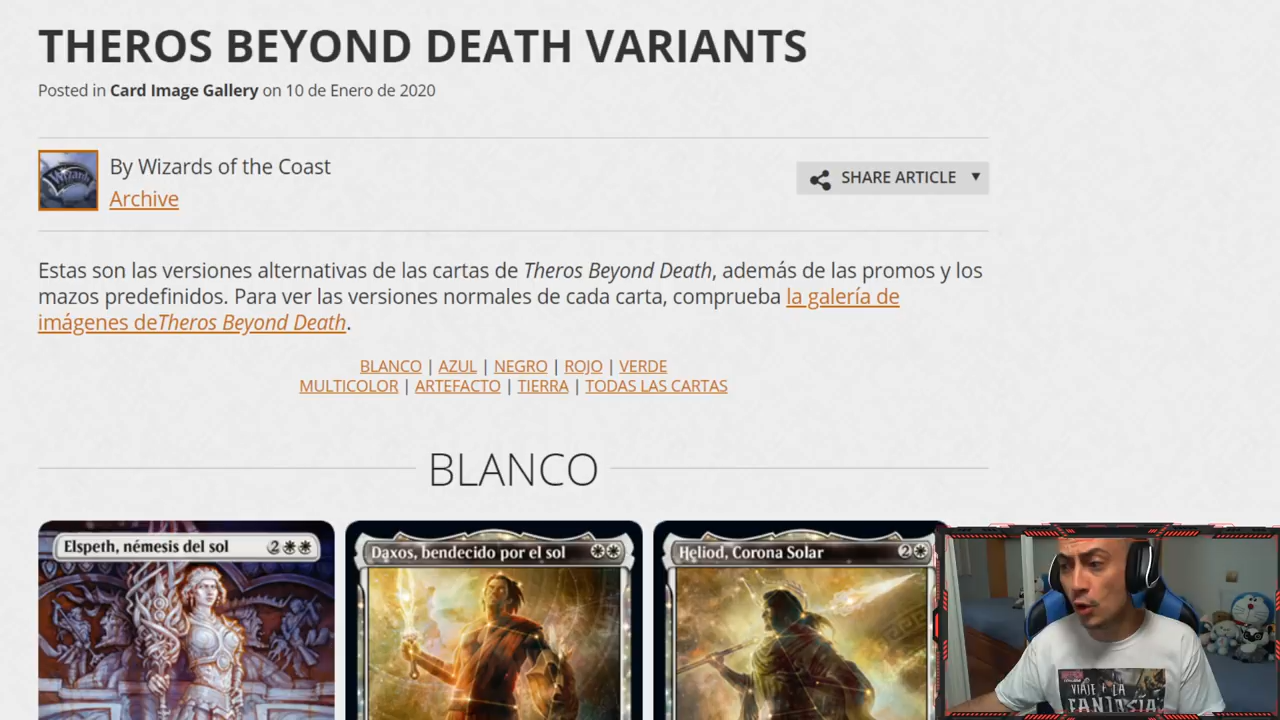 THEROS BEYOND DEATH VARIANTS
Posted in Card Image Gallery on 10 de Enero de 2020
By Wizards of the Coast
Archive
SHARE ARTICLE
Estas son las versiones alternativas de las cartas de Theros Beyond Death, además de las promos y los
mazos predefinidos. Para ver las versiones normales de cada carta, comprueba la galería de
imágenes deTheros Beyond Death.
BLANCO | AZUL | NEGRO | ROJO | VERDE
MULTICOLOR | ARTEFACTO | TIERRA | TODAS LAS CARTAS
BLANCO
Elspeth, némesis del sol 2
Daxos, bendecido por el sol
Heliod, Corona Solar 2
VIAJE A LA
FANTASÍA